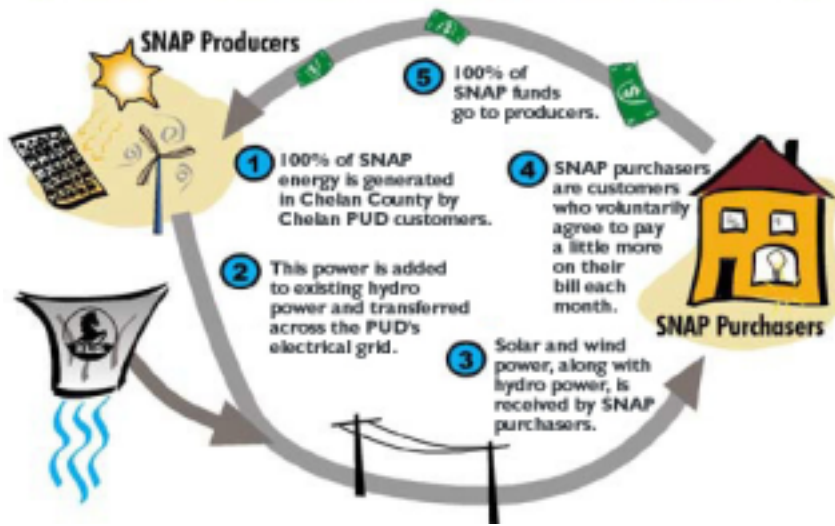 SNAP Producers
5 100% of
SNAP funds
go to producers.
1 100% of SNAP
energy is generated
in Chelan County by
Chelan PUD customers.
4 SNAP purchasers
are customers
who voluntarily
agree to pay
a little more
on their
bill each
month.
2 This power is added
to existing hydro
power and transferred
across the PUD's
electrical grid.
SNAP Purchasers
3 Solar and wind
power, along with
hydro power, is
received by SNAP
purchasers.